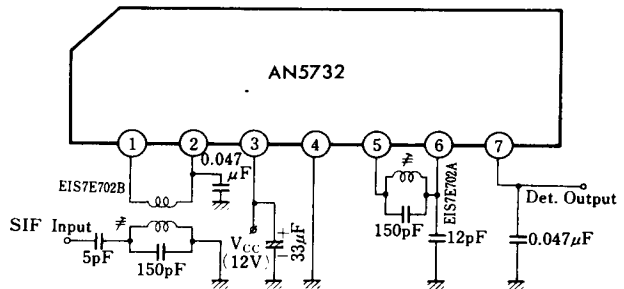 AN5732
1 2 3 4 5 6 7
0.047
μF
EIS7E702B
EIS7E702A
SIF Input
5pF
150pF
VCC
(12V)
+
−
33μF
150pF
12pF
Det. Output
0.047μF